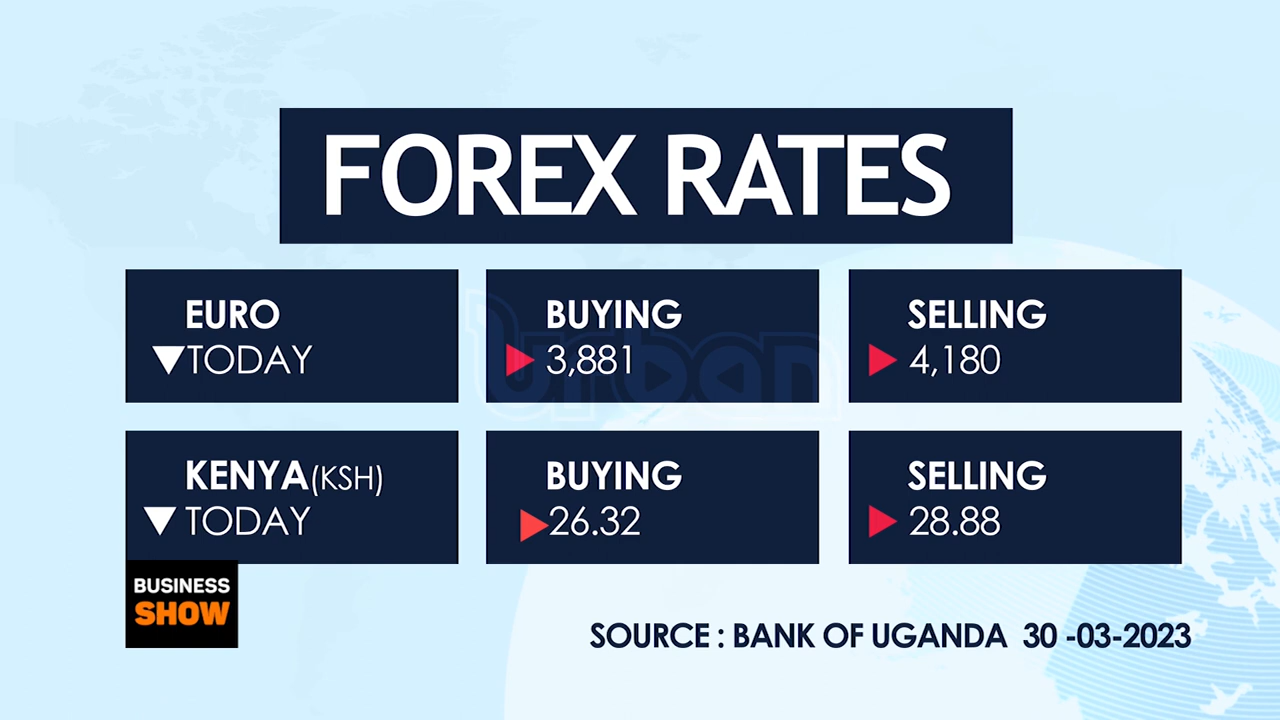 FOREX RATES
EURO
TODAY
BUYING
3,881
SELLING
4,180
KENYA(KSH)
TODAY
BUYING
26.32
SELLING
28.88
BUSINESS
SHOW
SOURCE : BANK OF UGANDA 30 -03-2023
urban